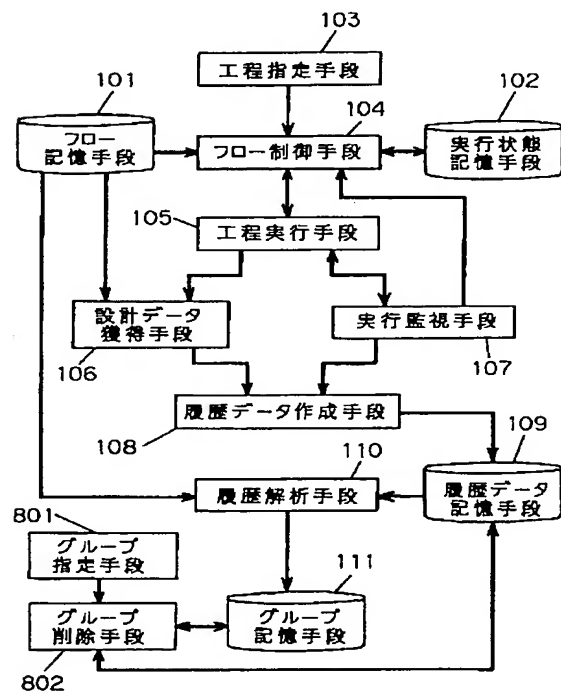 103
工程指定手段
101
104
102
フロー
記憶手段
フロー制御手段
実行状態
記憶手段
105
工程実行手段
設計データ
獲得手段
実行監視手段
106
107
履歴データ作成手段
108
110
109
履歴解析手段
履歴データ
記憶手段
801
グループ
指定手段
111
グループ
削除手段
グループ
記憶手段
802